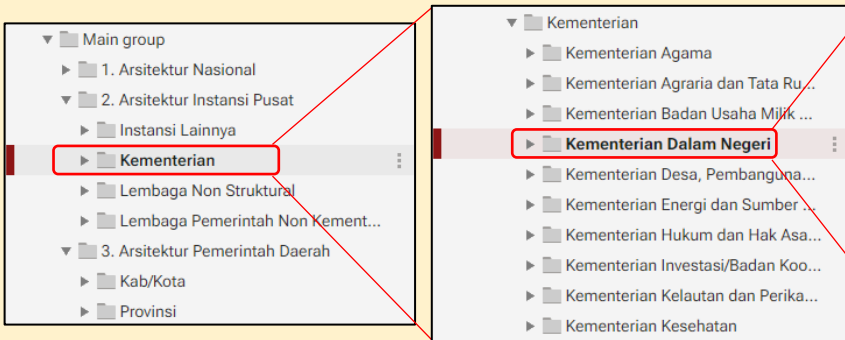 Main group
1. Arsitektur Nasional
2. Arsitektur Instansi Pusat
Instansi Lainnya
Kementerian
Lembaga Non Struktural
Lembaga Pemerintah Non Kement...
3. Arsitektur Pemerintah Daerah
Kab/Kota
Provinsi
Kementerian
Kementerian Agama
Kementerian Agraria dan Tata Ru...
Kementerian Badan Usaha Milik ...
Kementerian Dalam Negeri
Kementerian Desa, Pembanguna...
Kementerian Energi dan Sumber ...
Kementerian Hukum dan Hak Asa...
Kementerian Investasi/Badan Koo...
Kementerian Kelautan dan Perika...
Kementerian Kesehatan